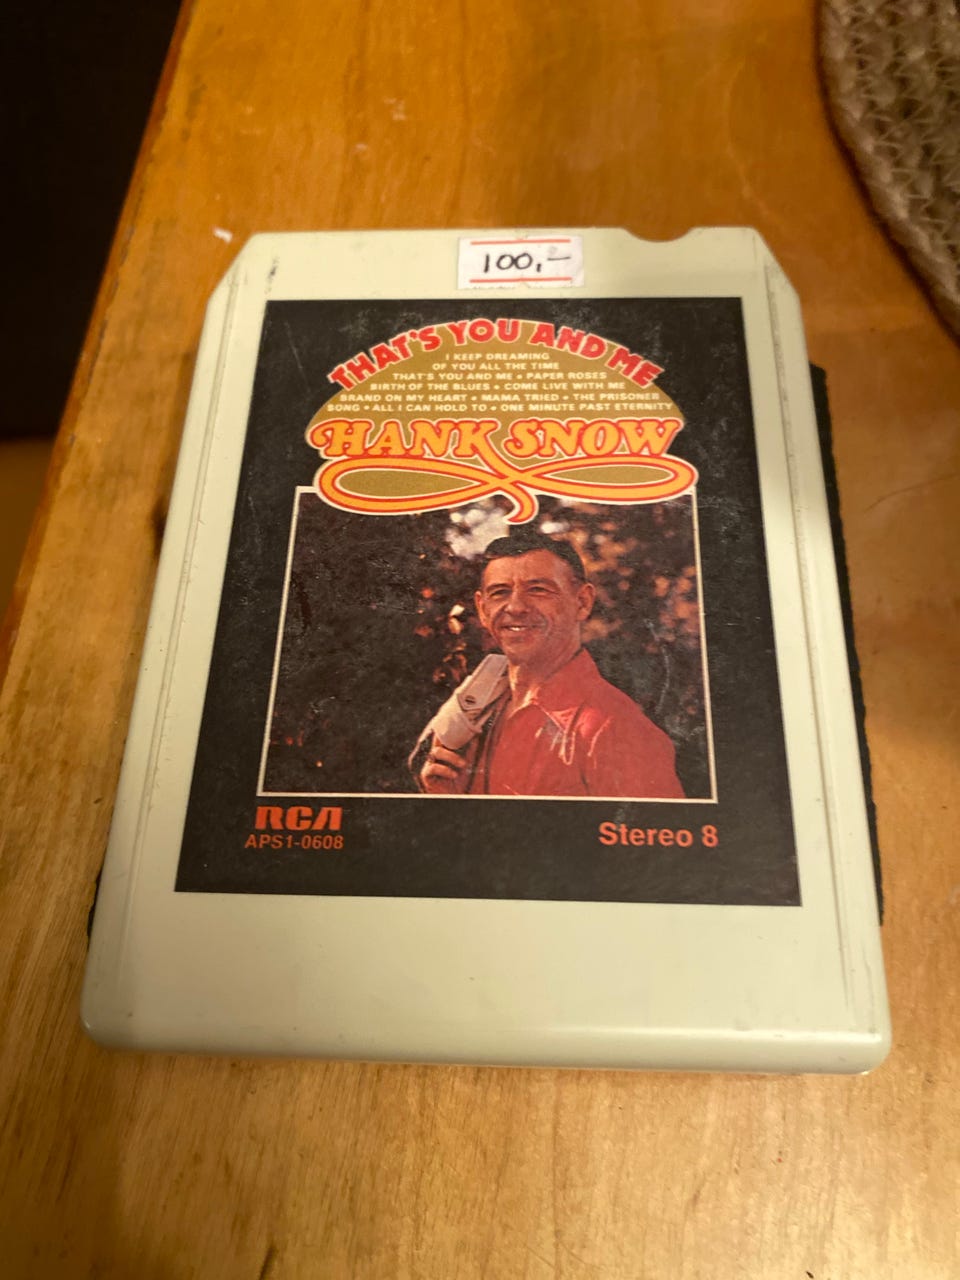 100,-
THAT'S YOU AND ME
I KEEP DREAMING
OF YOU ALL THE TIME
THAT'S YOU AND ME • PAPER ROSES
BIRTH OF THE BLUES • COME LIVE WITH ME
BRAND ON MY HEART • MAMA TRIED • THE PRISONER
SONG • ALL I CAN HOLD TO • ONE MINUTE PAST ETERNITY
HANK SNOW
RCA
APS1-0608
Stereo 8